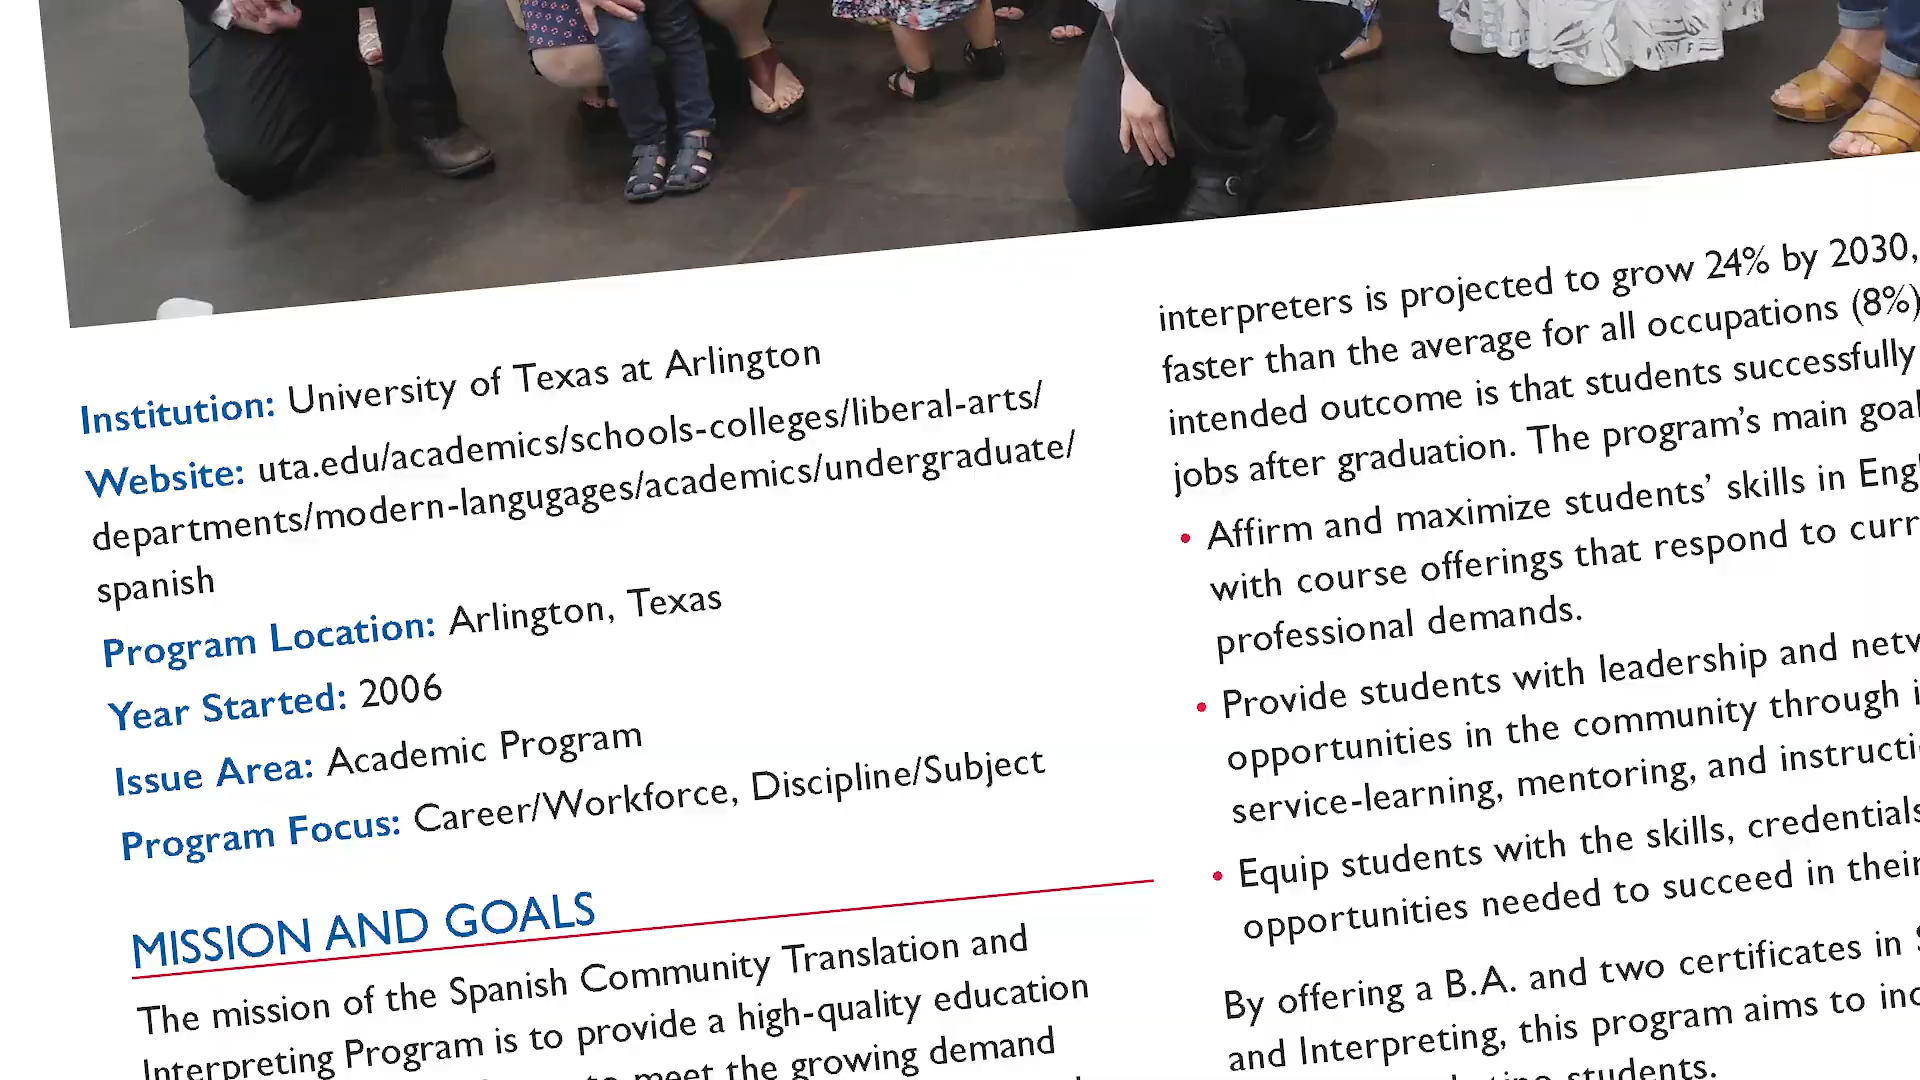 Institution: University of Texas at Arlington
Website: uta.edu/academics/schools-colleges/liberal-arts/
departments/modern-langugages/academics/undergraduate/
spanish
Program Location: Arlington, Texas
Year Started: 2006
Issue Area: Academic Program
Program Focus: Career/Workforce, Discipline/Subject
MISSION AND GOALS
The mission of the Spanish Community Translation and
Interpreting Program is to provide a high-quality education
to meet the growing demand
interpreters is projected to grow 24% by 2030,
faster than the average for all occupations (8%)
intended outcome is that students successfully
jobs after graduation. The program’s main goal
• Affirm and maximize students’ skills in Eng
with course offerings that respond to curr
professional demands.
• Provide students with leadership and netw
opportunities in the community through i
service-learning, mentoring, and instructi
• Equip students with the skills, credentials
opportunities needed to succeed in their
By offering a B.A. and two certificates in S
and Interpreting, this program aims to inc
students.